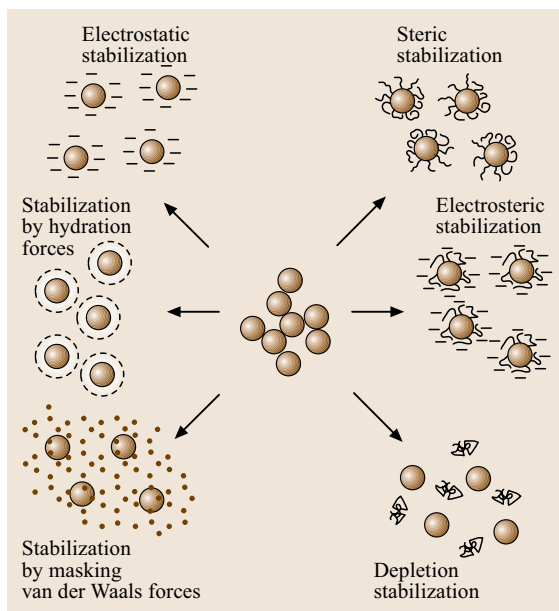 Electrostatic
stabilization
Steric
stabilization
Stabilization
by hydration
forces
Electrosteric
stabilization
Stabilization
by masking
van der Waals forces
Depletion
stabilization